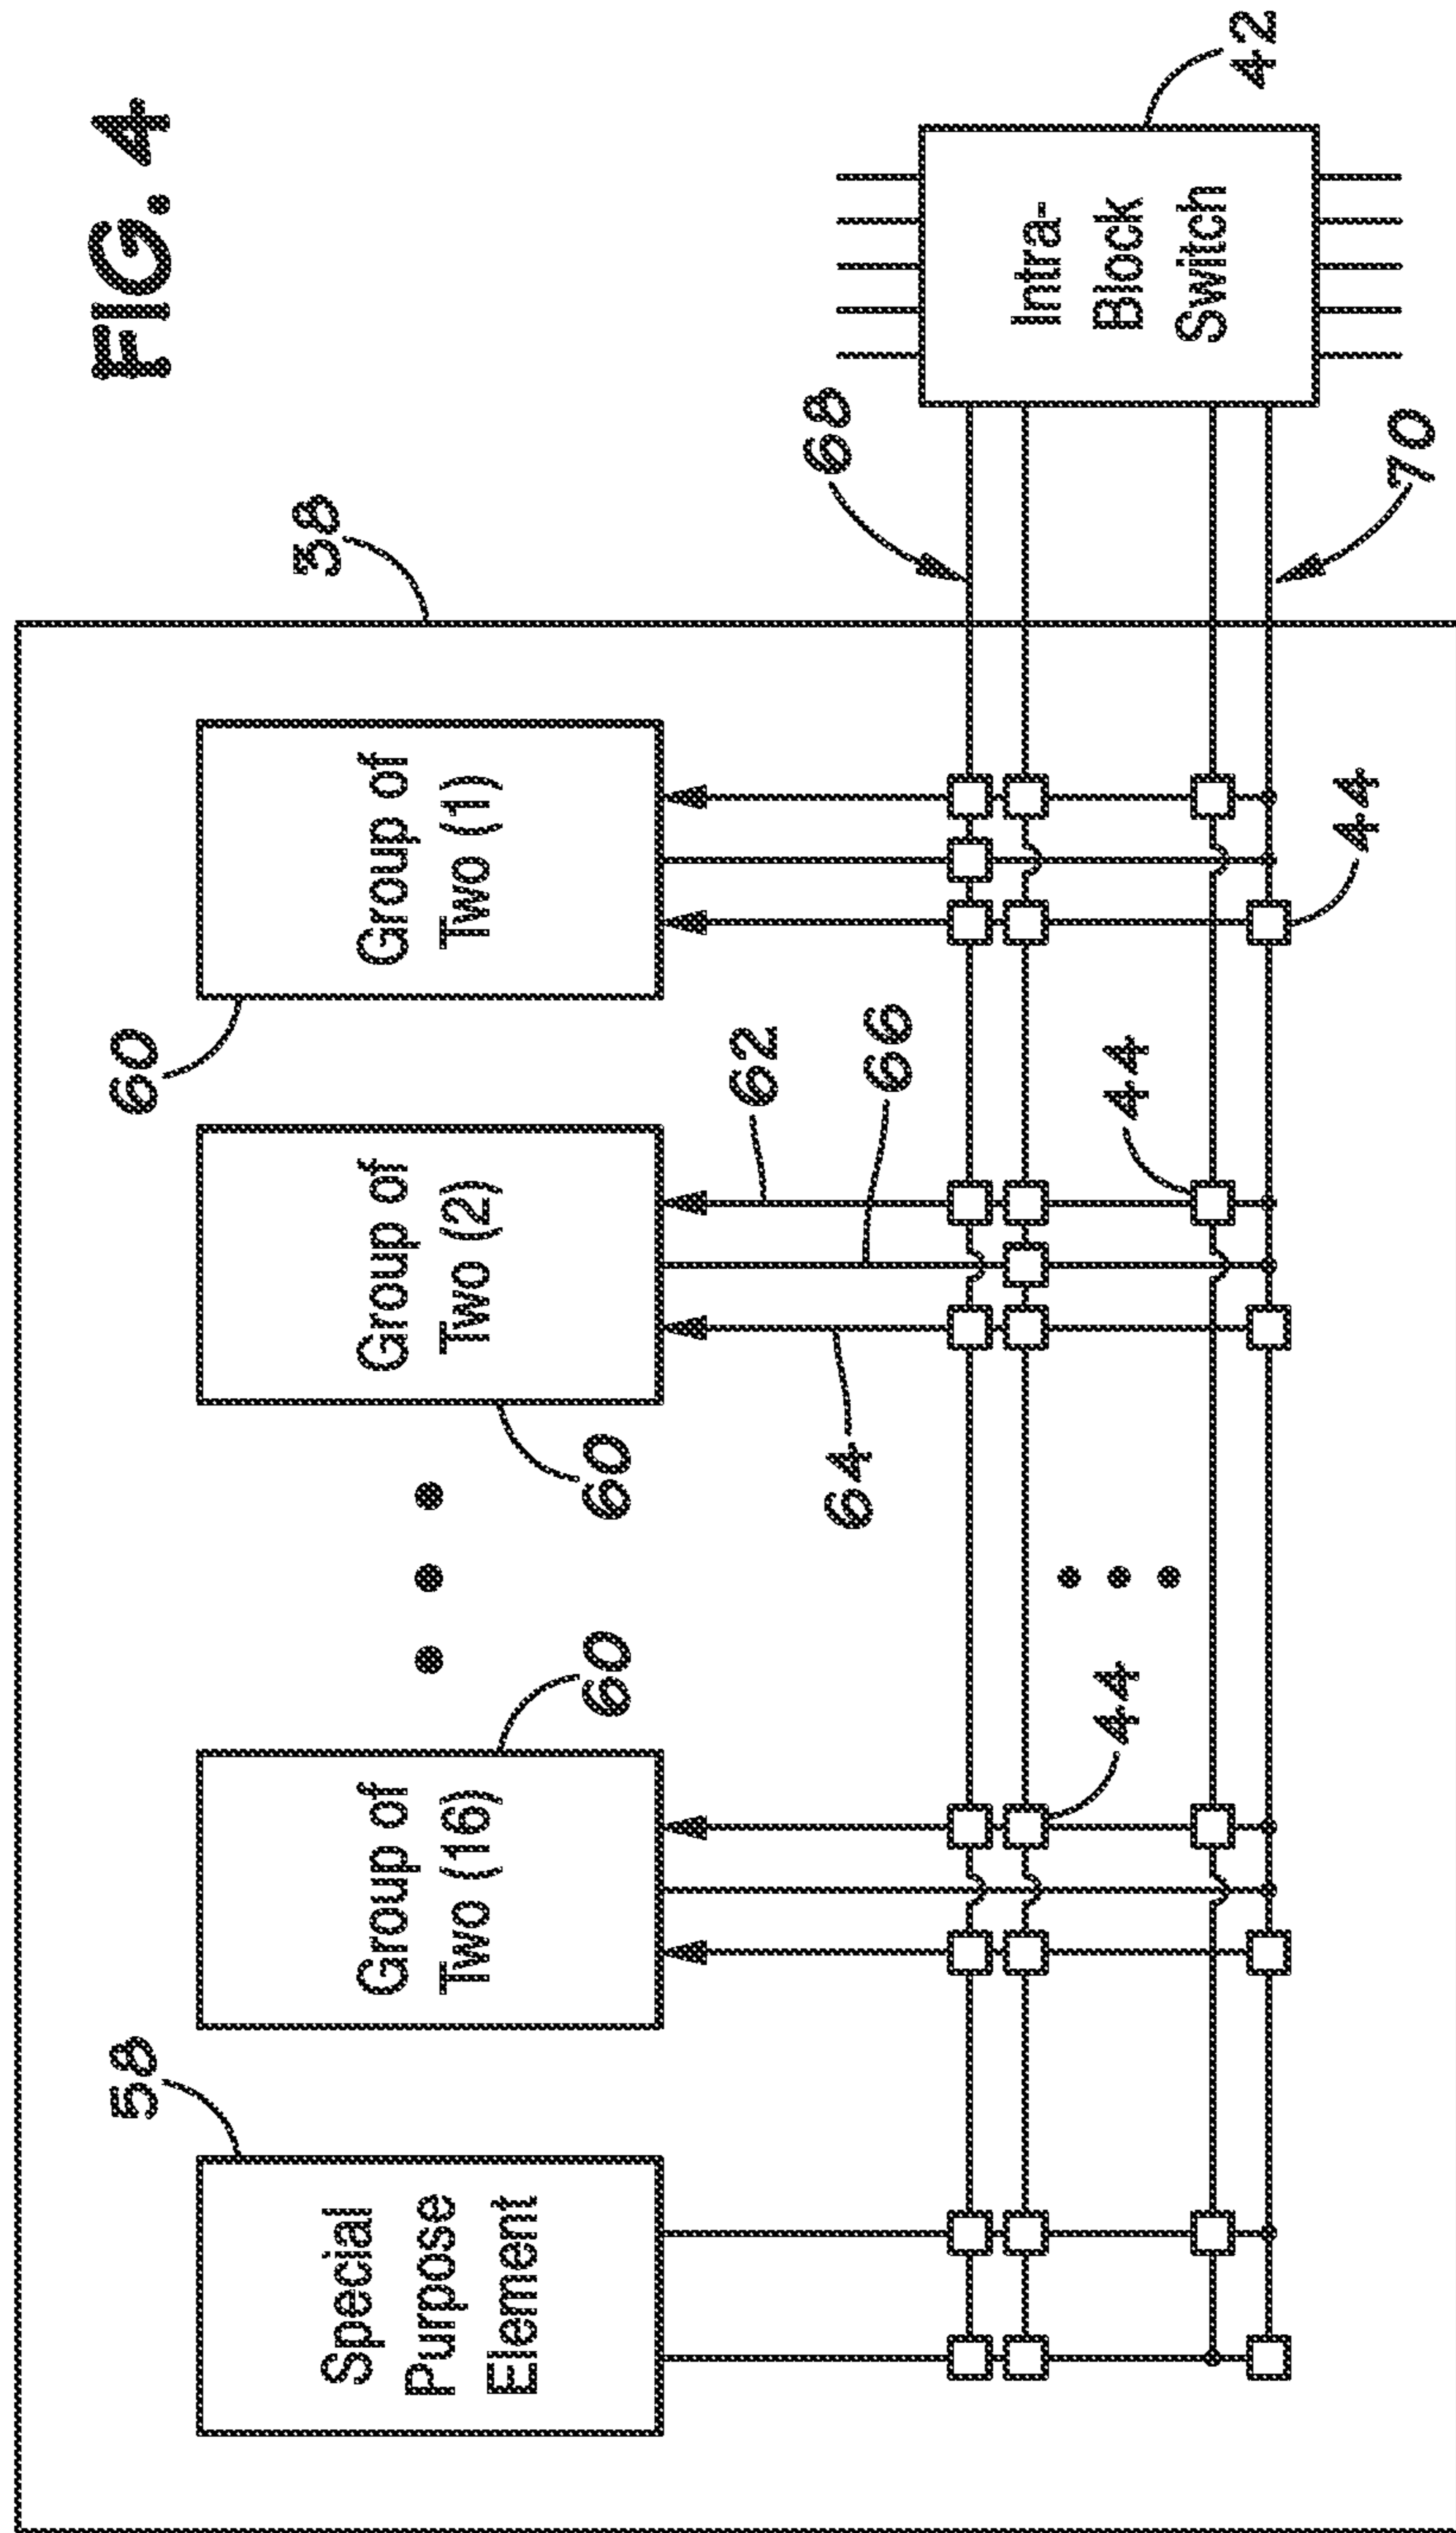 FIG. 4
38
58
60
60
60
Special
Purpose
Element
Group of
Two (16)
Group of
Two (2)
Group of
Two (1)
62
66
64
68
44
44
44
70
Intra-
Block
Switch
42